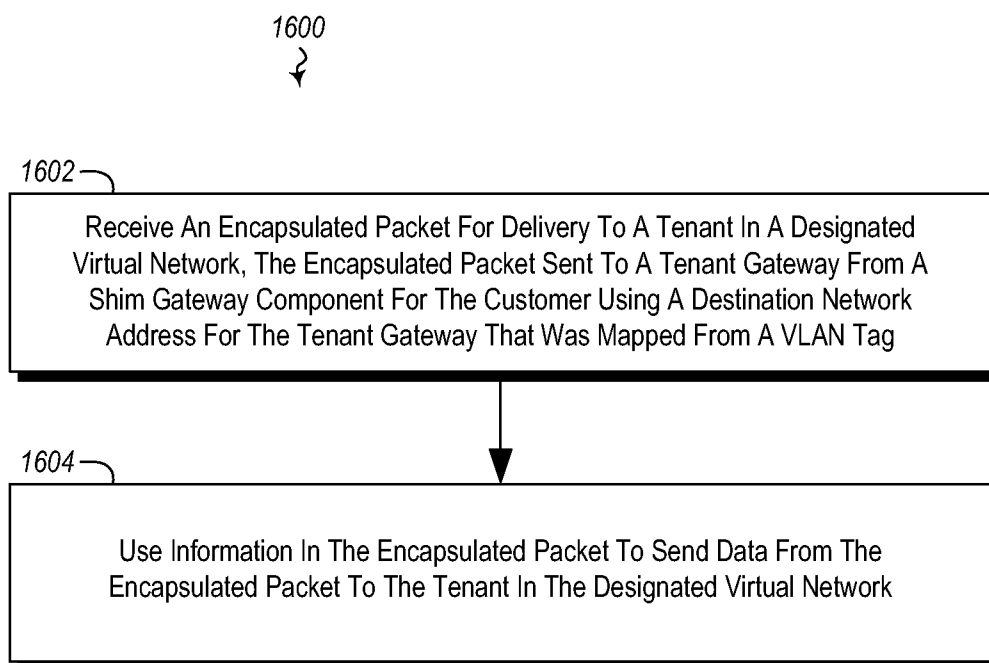 1600
1602
Receive An Encapsulated Packet For Delivery To A Tenant In A Designated
Virtual Network, The Encapsulated Packet Sent To A Tenant Gateway From A
Shim Gateway Component For The Customer Using A Destination Network
Address For The Tenant Gateway That Was Mapped From A VLAN Tag
1604
Use Information In The Encapsulated Packet To Send Data From The
Encapsulated Packet To The Tenant In The Designated Virtual Network